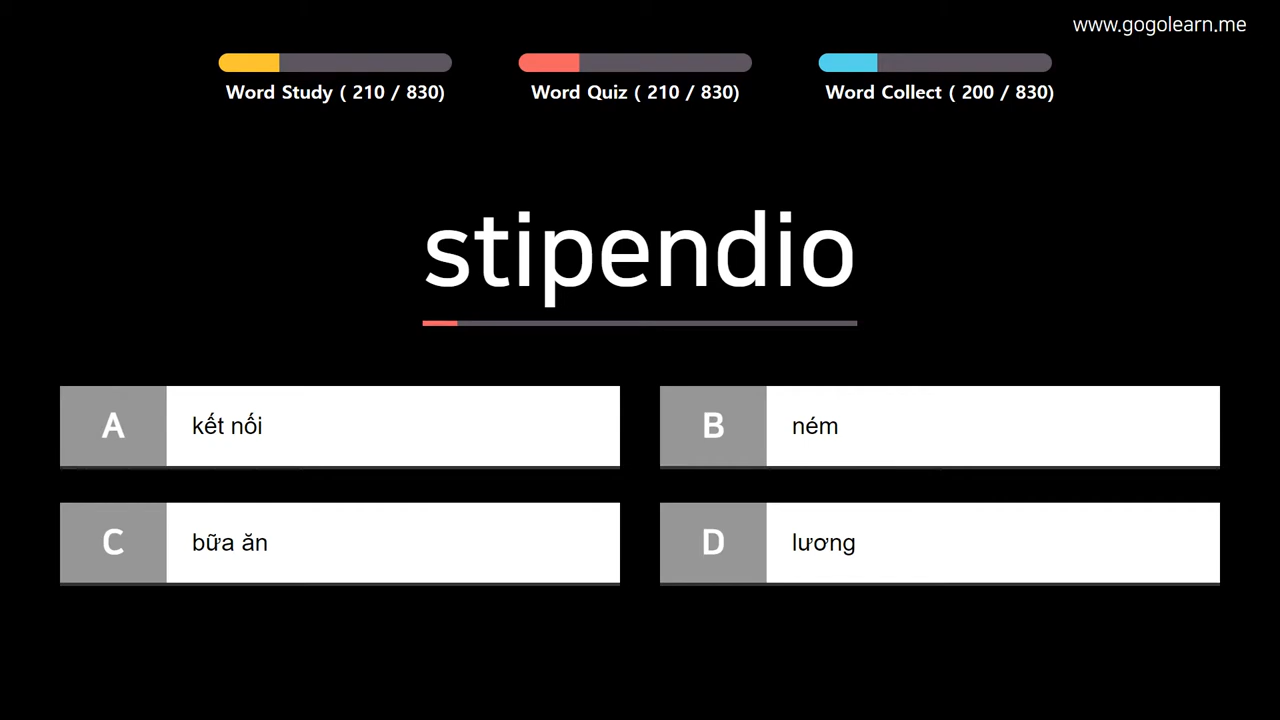 www.gogolearn.me
Word Study ( 210 / 830)
Word Quiz ( 210 / 830)
Word Collect ( 200 / 830)
stipendio
A kết nối
B ném
C bữa ăn
D lương